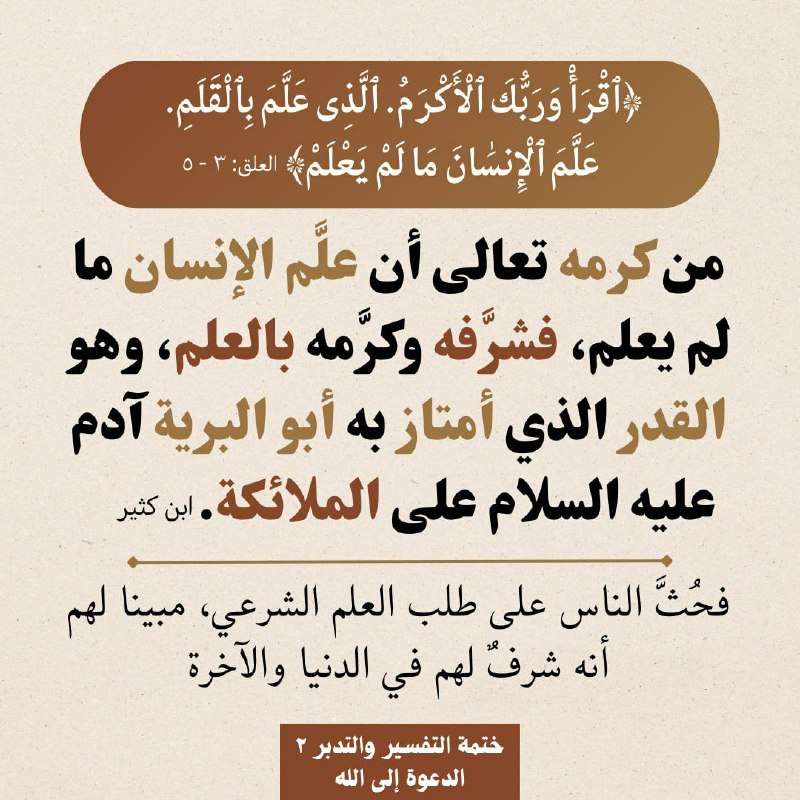 ﴿ٱقْرَأْ وَرَبُّكَ ٱلْأَكْرَمُ. ٱلَّذِى عَلَّمَ بِٱلْقَلَمِ.
عَلَّمَ ٱلْإِنسَٰنَ مَا لَمْ يَعْلَمْ﴾ العلق: ٣ - ٥
من كرمه تعالى أن علَّم الإنسان ما
لم يعلم، فشرَّفه وكرَّمه بالعلم، وهو
القدر الذي أمتاز به أبو البرية آدم
عليه السلام على الملائكة. ابن كثير
فحُثَّ الناس على طلب العلم الشرعي، مبينا لهم
أنه شرفٌ لهم في الدنيا والآخرة
ختمة التفسير والتدبر ٢
الدعوة إلى الله